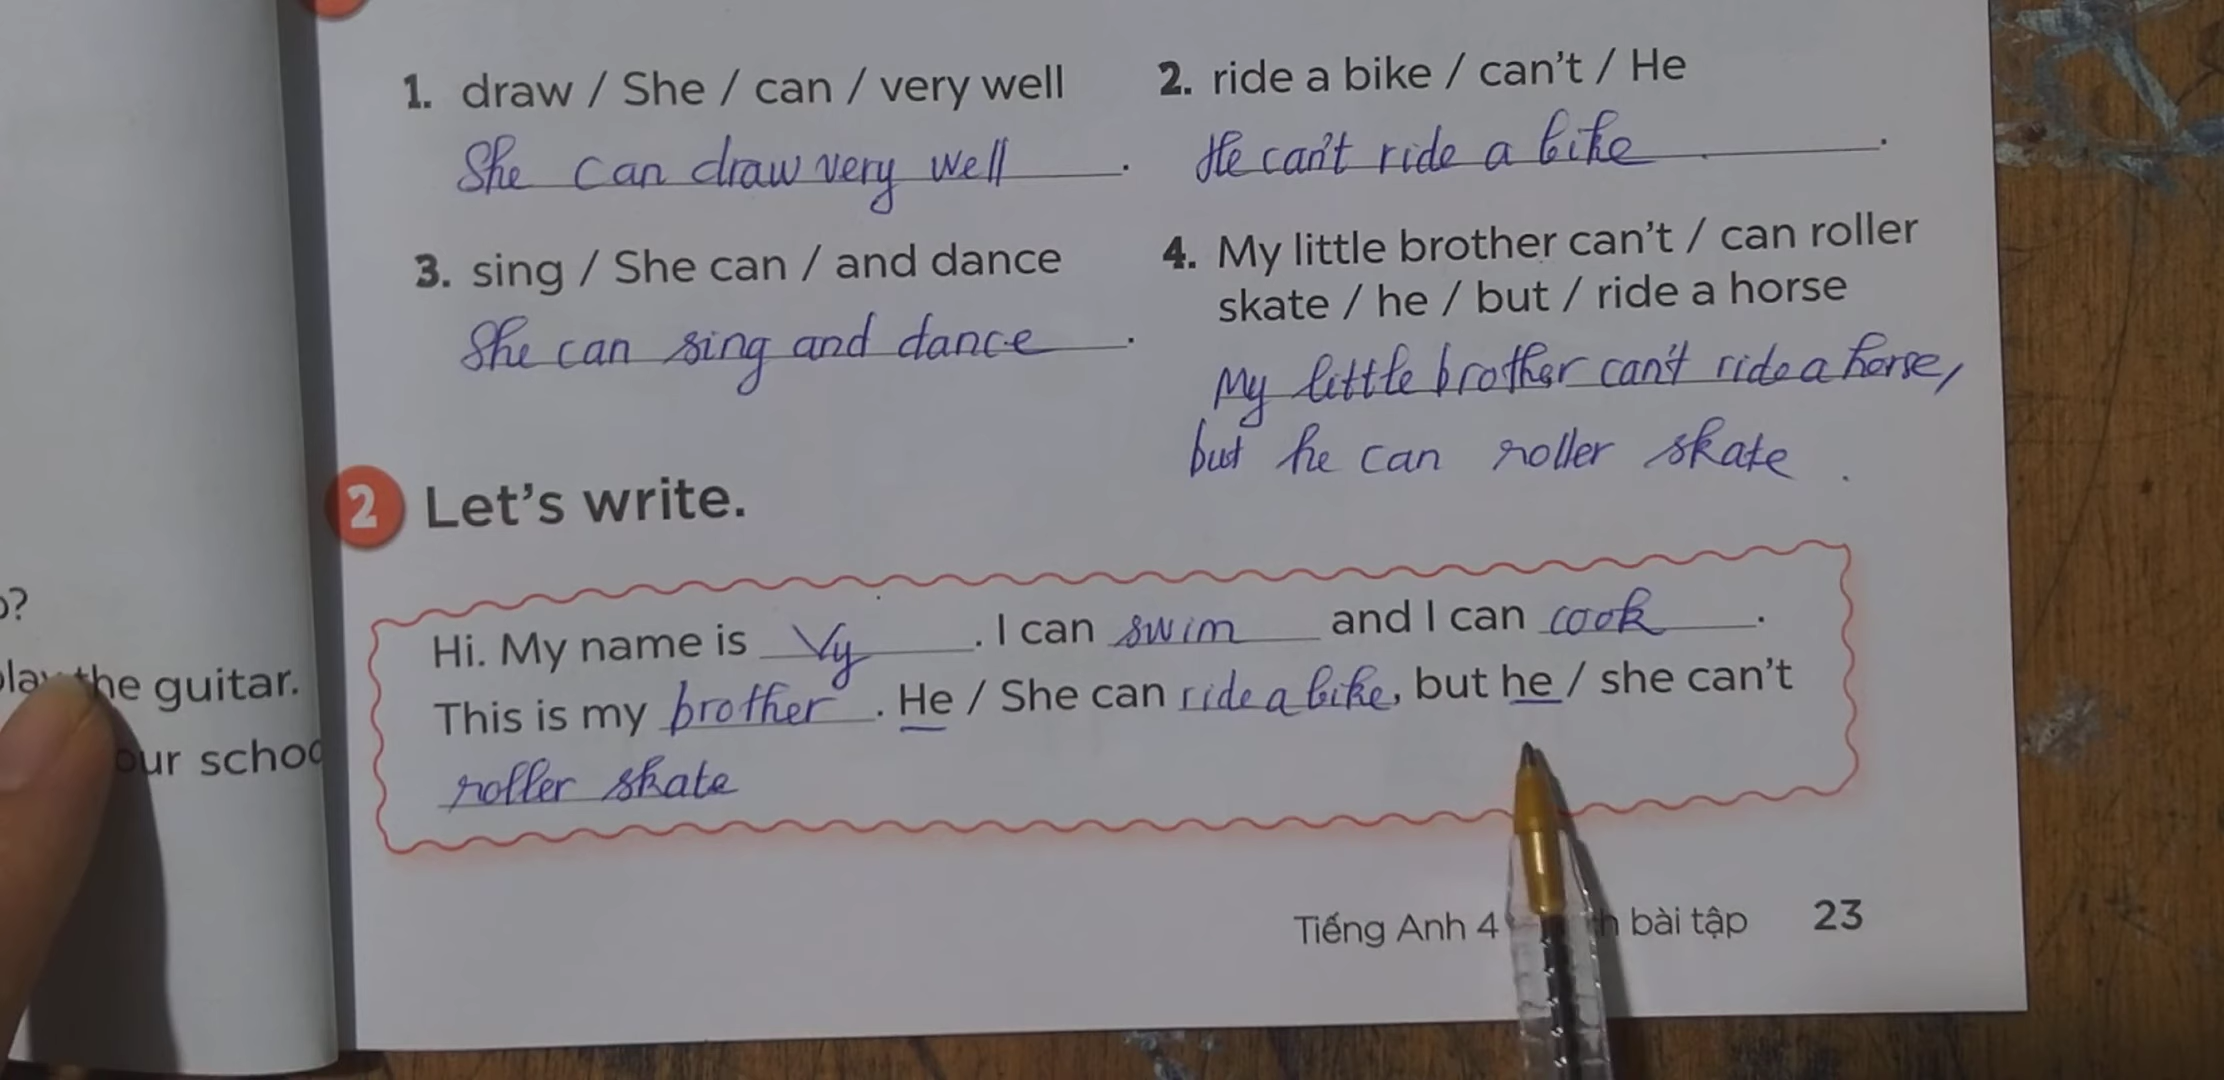 1. draw / She / can / very well
She can draw very well.
2. ride a bike / can't / He
He can't ride a bike.
3. sing / She can / and dance
She can sing and dance.
4. My little brother can't / can roller
skate / he / but / ride a horse
My little brother can't ride a horse,
but he can roller skate.
2 Let's write.
Hi. My name is Vy. I can swim and I can cook.
This is my brother. He / She can ride a bike, but he / she can't
roller skate
the guitar.
our schoo
Tiếng Anh 4 bài tập 23